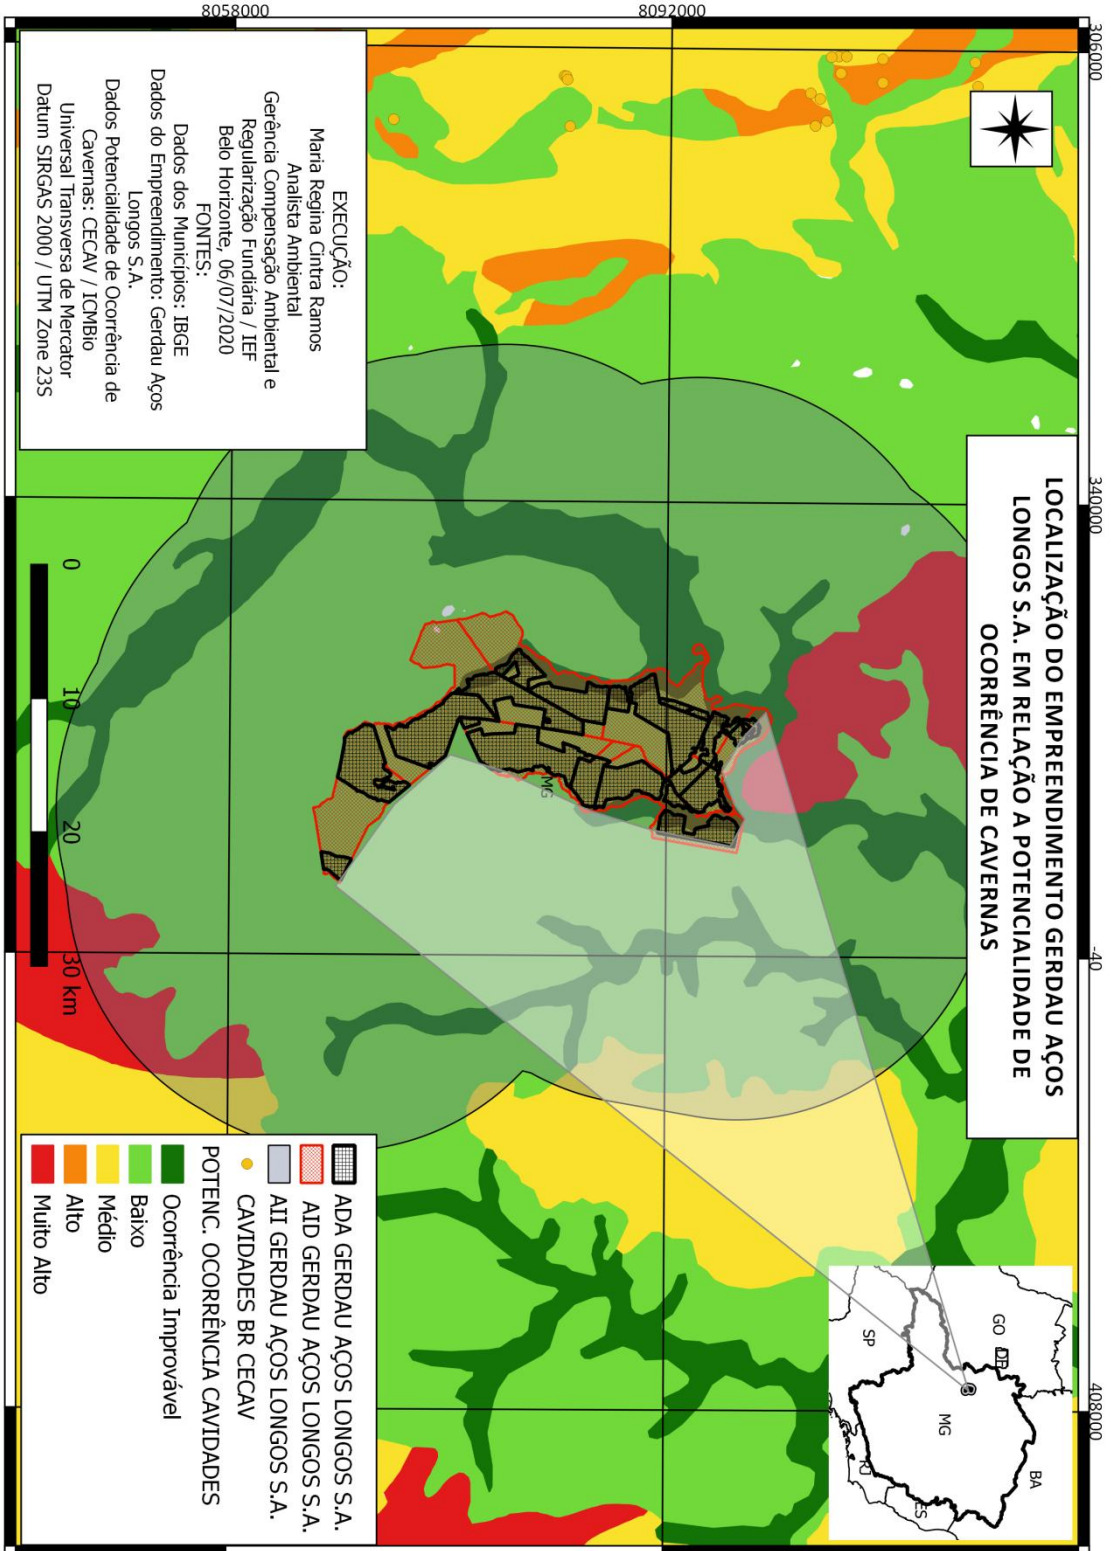 LOCALIZAÇÃO DO EMPREENDIMENTO GERDAU AÇOS
LONGOS S.A. EM RELAÇÃO A POTENCIALIDADE DE
OCORRÊNCIA DE CAVERNAS
306000
340000
-40
408000
8092000
8058000
GO
DF
BA
MG
SP
RJ
ES
MG
EXECUÇÃO:
Maria Regina Cintra Ramos
Analista Ambiental
Gerência Compensação Ambiental e
Regularização Fundiária / IEF
Belo Horizonte, 06/07/2020
FONTES:
Dados dos Municípios: IBGE
Dados do Empreendimento: Gerdau Aços
Longos S.A.
Dados Potencialidade de Ocorrência de
Cavernas: CECAV / ICMBio
Universal Transversa de Mercator
Datum SIRGAS 2000 / UTM Zone 23S
0 10 20 30 km
ADA GERDAU AÇOS LONGOS S.A.
AID GERDAU AÇOS LONGOS S.A.
AII GERDAU AÇOS LONGOS S.A.
CAVIDADES BR CECAV
POTENC. OCORRÊNCIA CAVIDADES
Ocorrência Improvável
Baixo
Médio
Alto
Muito Alto